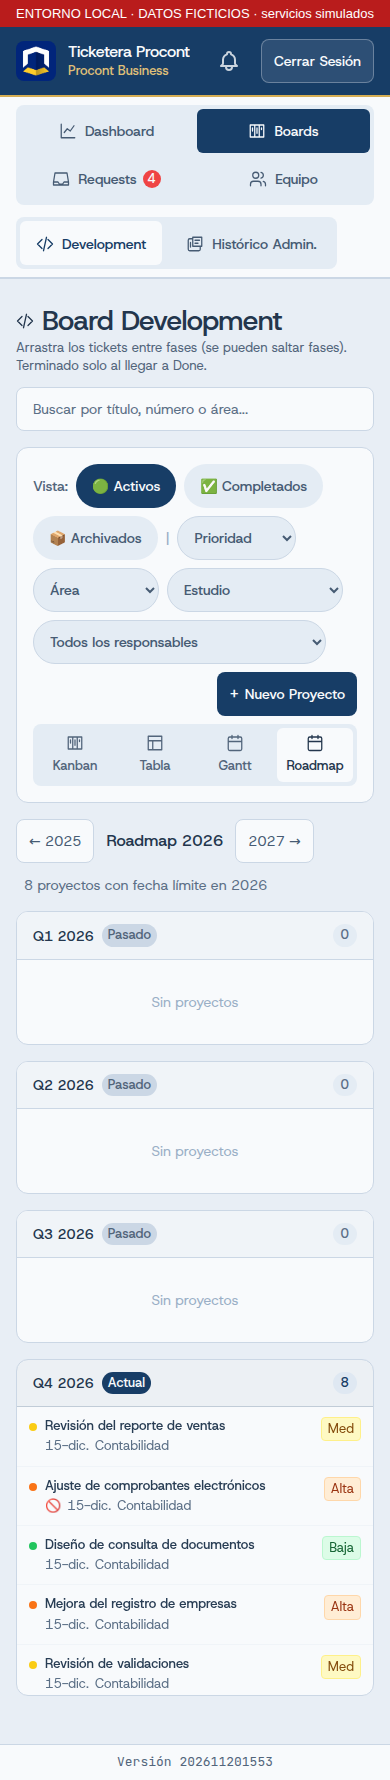 ENTORNO LOCAL · DATOS FICTICIOS · servicios simulados
Ticketera Procont
Procont Business
Cerrar Sesión
Dashboard
Boards
Requests 4
Equipo
Development
Histórico Admin.
Board Development
Arrastra los tickets entre fases (se pueden saltar fases).
Terminado solo al llegar a Done.
Buscar por título, número o área...
Vista: Activos Completados
Archivados | Prioridad
Área Estudio
Todos los responsables
+ Nuevo Proyecto
Kanban Tabla Gantt Roadmap
← 2025 Roadmap 2026 2027 →
8 proyectos con fecha límite en 2026
Q1 2026 Pasado 0
Sin proyectos
Q2 2026 Pasado 0
Sin proyectos
Q3 2026 Pasado 0
Sin proyectos
Q4 2026 Actual 8
Revisión del reporte de ventas Med
15-dic. Contabilidad
Ajuste de comprobantes electrónicos Alta
15-dic. Contabilidad
Diseño de consulta de documentos Baja
15-dic. Contabilidad
Mejora del registro de empresas Alta
15-dic. Contabilidad
Revisión de validaciones Med
15-dic. Contabilidad
Versión 202611201553